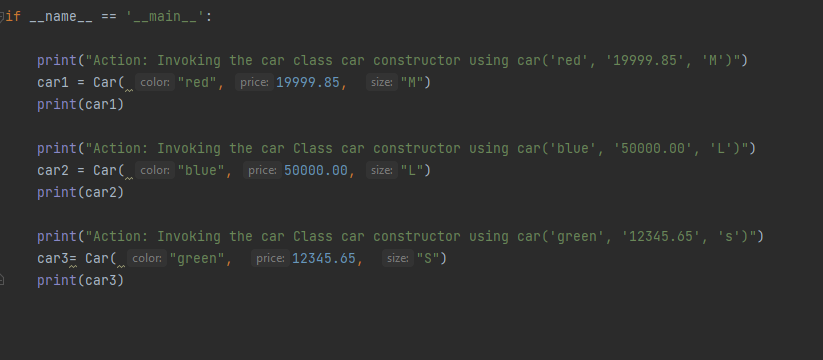 if __name__ == '__main__':
print("Action: Invoking the car class car constructor using car('red', '19999.85', 'M')")
car1 = Car( color: "red", price: 19999.85, size: "M")
print(car1)
print("Action: Invoking the car Class car constructor using car('blue', '50000.00', 'L')")
car2 = Car( color: "blue", price: 50000.00, size: "L")
print(car2)
print("Action: Invoking the car Class car constructor using car('green', '12345.65', 's')")
car3= Car( color: "green", price: 12345.65, size: "S")
print(car3)